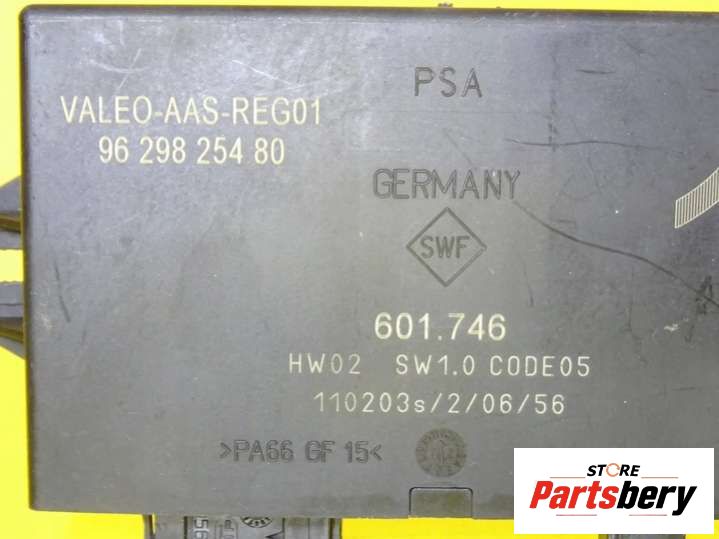 PSA
VALEO-AAS-REG01
96 298 254 80
GERMANY
SWF
601.746
HW02 SW1.0 CODE05
110203s/2/06/56
>PA66 GF 15<
STORE
Partsbery